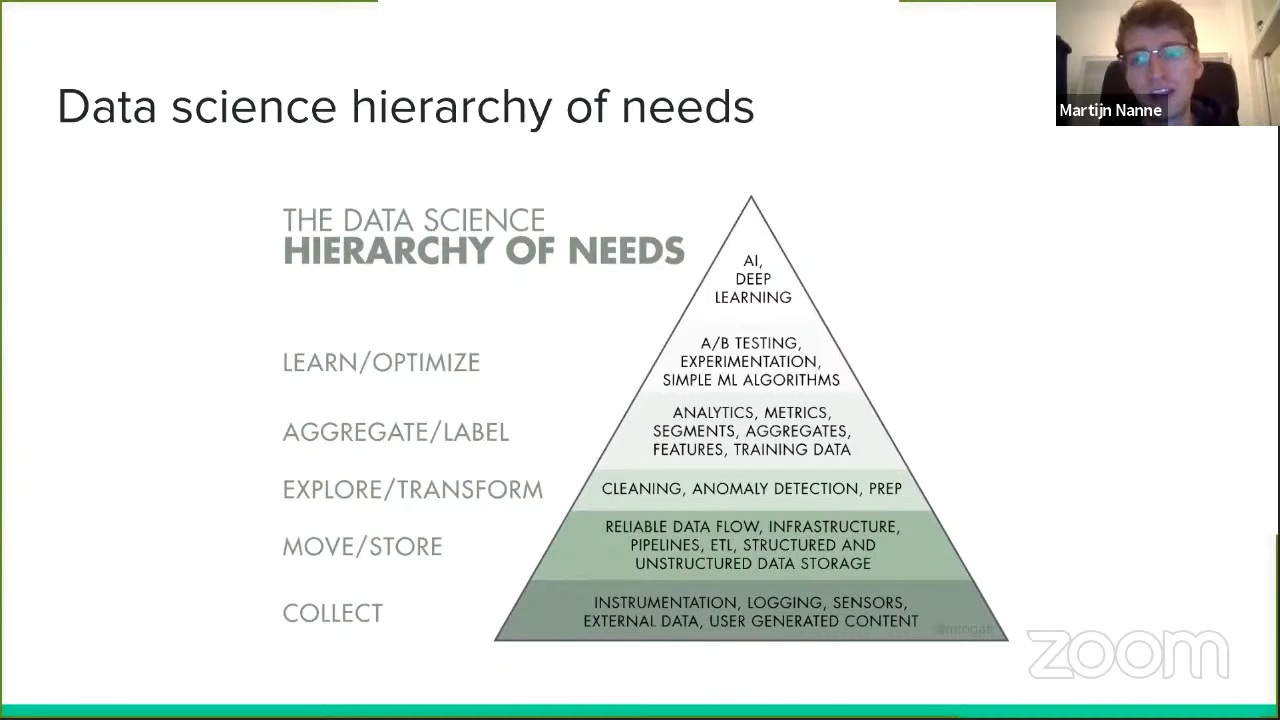 Data science hierarchy of needs
Martijn Nanne
THE DATA SCIENCE
HIERARCHY OF NEEDS
AI,
DEEP
LEARNING
LEARN/OPTIMIZE
A/B TESTING,
EXPERIMENTATION,
SIMPLE ML ALGORITHMS
AGGREGATE/LABEL
ANALYTICS, METRICS,
SEGMENTS, AGGREGATES,
FEATURES, TRAINING DATA
EXPLORE/TRANSFORM
CLEANING, ANOMALY DETECTION, PREP
MOVE/STORE
RELIABLE DATA FLOW, INFRASTRUCTURE,
PIPELINES, ETL, STRUCTURED AND
UNSTRUCTURED DATA STORAGE
COLLECT
INSTRUMENTATION, LOGGING, SENSORS,
EXTERNAL DATA, USER GENERATED CONTENT
zoom